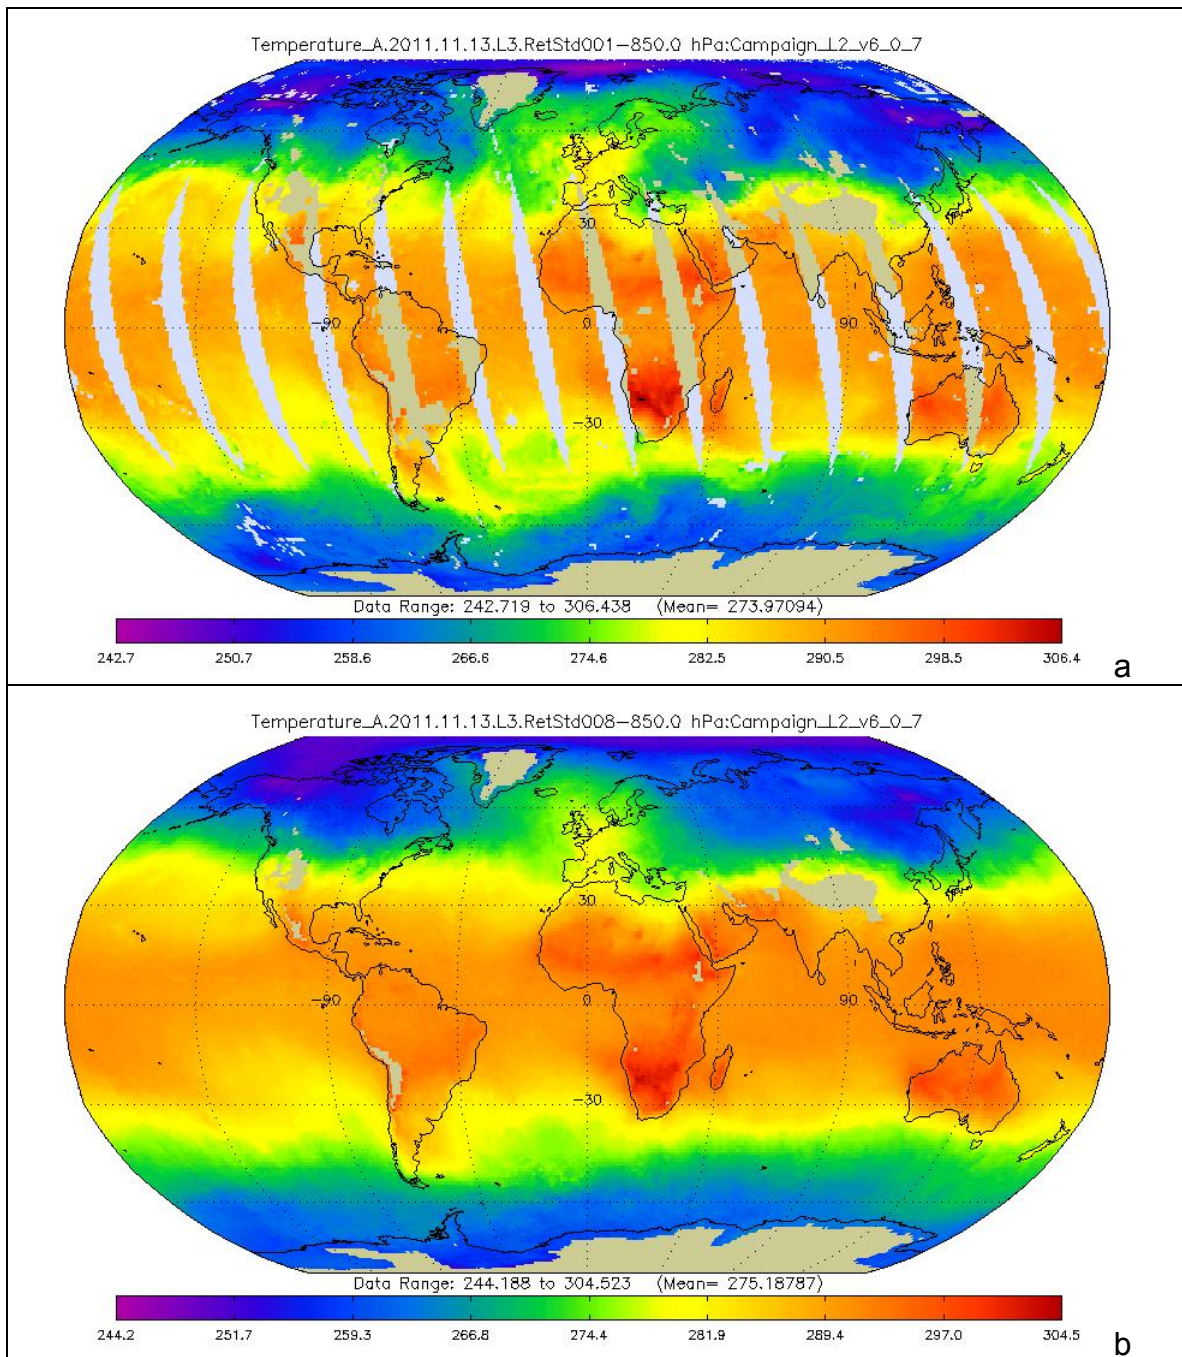 Temperature_A.2011.11.13.L3.RetStd001-850.0 hPa:Campaign_L2_v6_0_7
30
-90 0 90
-30
Data Range: 242.719 to 306.438 (Mean= 273.97094)
242.7 250.7 258.6 266.6 274.6 282.5 290.5 298.5 306.4
a
Temperature_A.2011.11.13.L3.RetStd008-850.0 hPa:Campaign_L2_v6_0_7
30
-90 0 90
-30
Data Range: 244.188 to 304.523 (Mean= 275.18787)
244.2 251.7 259.3 266.8 274.4 281.9 289.4 297.0 304.5
b